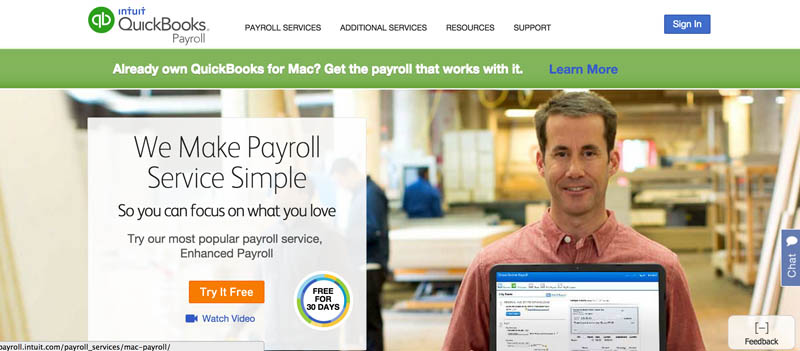 intuit
QuickBooks
Payroll
PAYROLL SERVICES ADDITIONAL SERVICES RESOURCES SUPPORT
Sign In
Already own QuickBooks for Mac? Get the payroll that works with it. Learn More
We Make Payroll
Service Simple
So you can focus on what you love
Try our most popular payroll service,
Enhanced Payroll
Try It Free
FREE
FOR
30 DAYS
Watch Video
Chat
[–]
Feedback
payroll.intuit.com/payroll_services/mac-payroll/